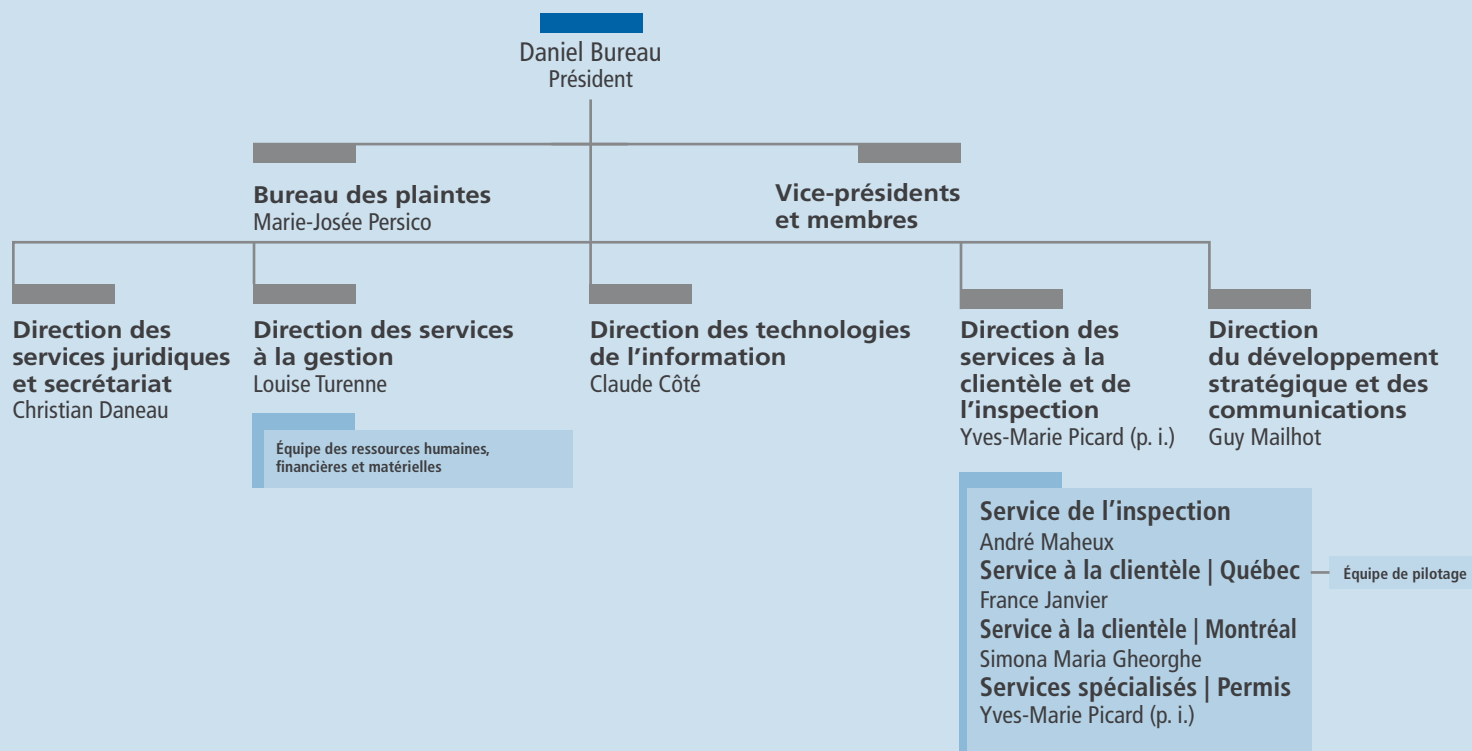 Daniel Bureau
Président
Bureau des plaintes
Marie-Josée Persico
Vice-présidents
et membres
Direction des
services juridiques
et secrétariat
Christian Daneau
Direction des services
à la gestion
Louise Turenne
Équipe des ressources humaines,
financières et matérielles
Direction des technologies
de l'information
Claude Côté
Direction des
services à la
clientèle et de
l'inspection
Yves-Marie Picard (p. i.)
Service de l'inspection
André Maheux
Service à la clientèle | Québec
France Janvier
Service à la clientèle | Montréal
Simona Maria Gheorghe
Services spécialisés | Permis
Yves-Marie Picard (p. i.)
Équipe de pilotage
Direction
du développement
stratégique et des
communications
Guy Mailhot